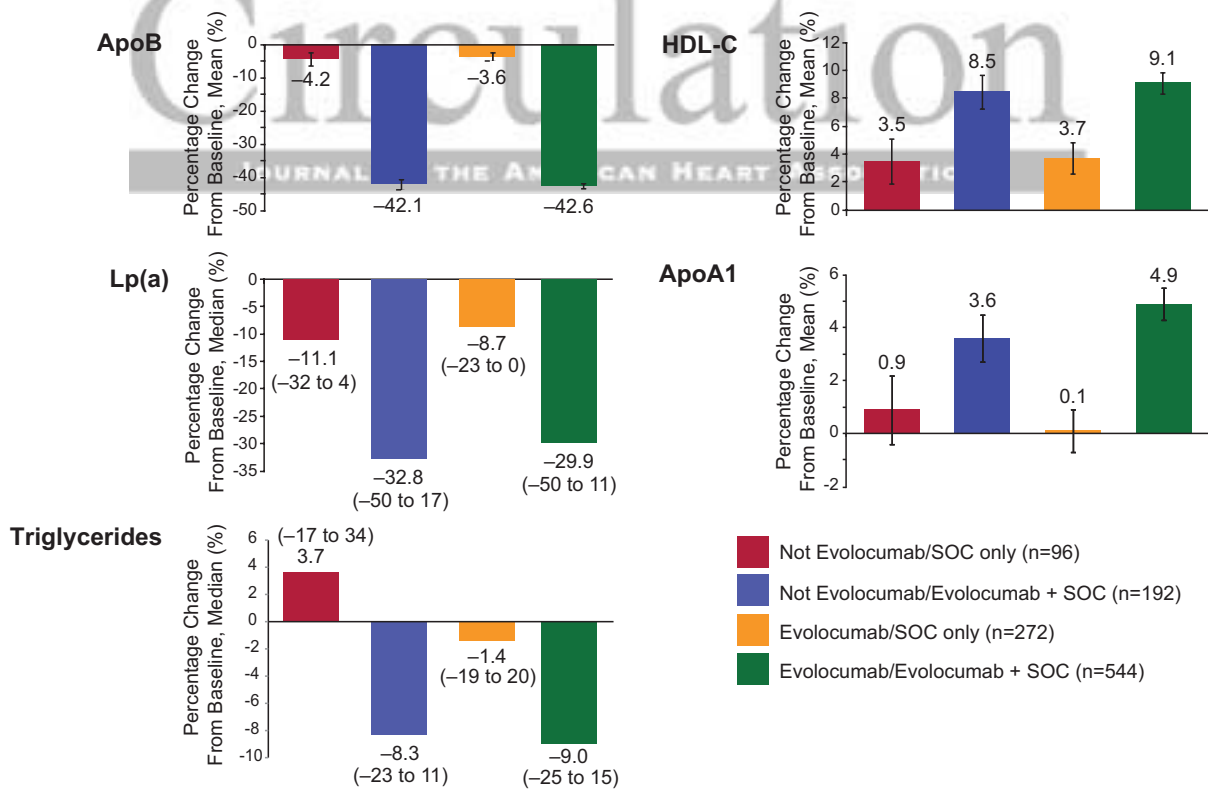 Circulation
JOURNAL OF THE AMERICAN HEART ASSOCIATION
ApoB
Percentage Change
From Baseline, Mean (%)
0
-10
-20
-30
-40
-50
–4.2
–42.1
–3.6
–42.6
HDL-C
Percentage Change
From Baseline, Mean (%)
12
10
8
6
4
2
0
3.5
8.5
3.7
9.1
Lp(a)
Percentage Change
From Baseline, Median (%)
0
-5
-10
-15
-20
-25
-30
-35
–11.1
(–32 to 4)
–32.8
(–50 to 17)
–8.7
(–23 to 0)
–29.9
(–50 to 11)
ApoA1
Percentage Change
From Baseline, Mean (%)
6
4
2
0
-2
0.9
3.6
0.1
4.9
Triglycerides
Percentage Change
From Baseline, Median (%)
6
4
2
0
-2
-4
-6
-8
-10
(–17 to 34)
3.7
–8.3
(–23 to 11)
–1.4
(–19 to 20)
–9.0
(–25 to 15)
Not Evolocumab/SOC only (n=96)
Not Evolocumab/Evolocumab + SOC (n=192)
Evolocumab/SOC only (n=272)
Evolocumab/Evolocumab + SOC (n=544)